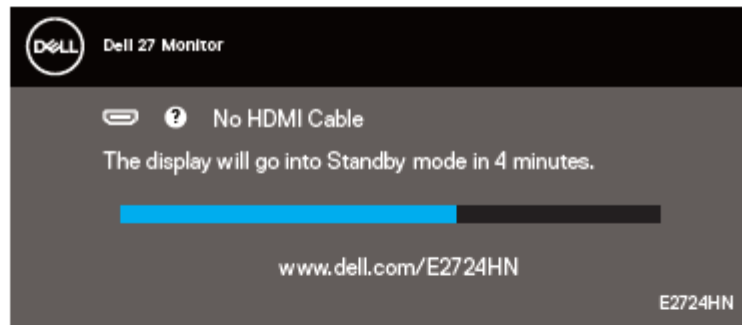 DELL
Dell 27 Monitor
? No HDMI Cable
The display will go into Standby mode in 4 minutes.
www.dell.com/E2724HN
E2724HN